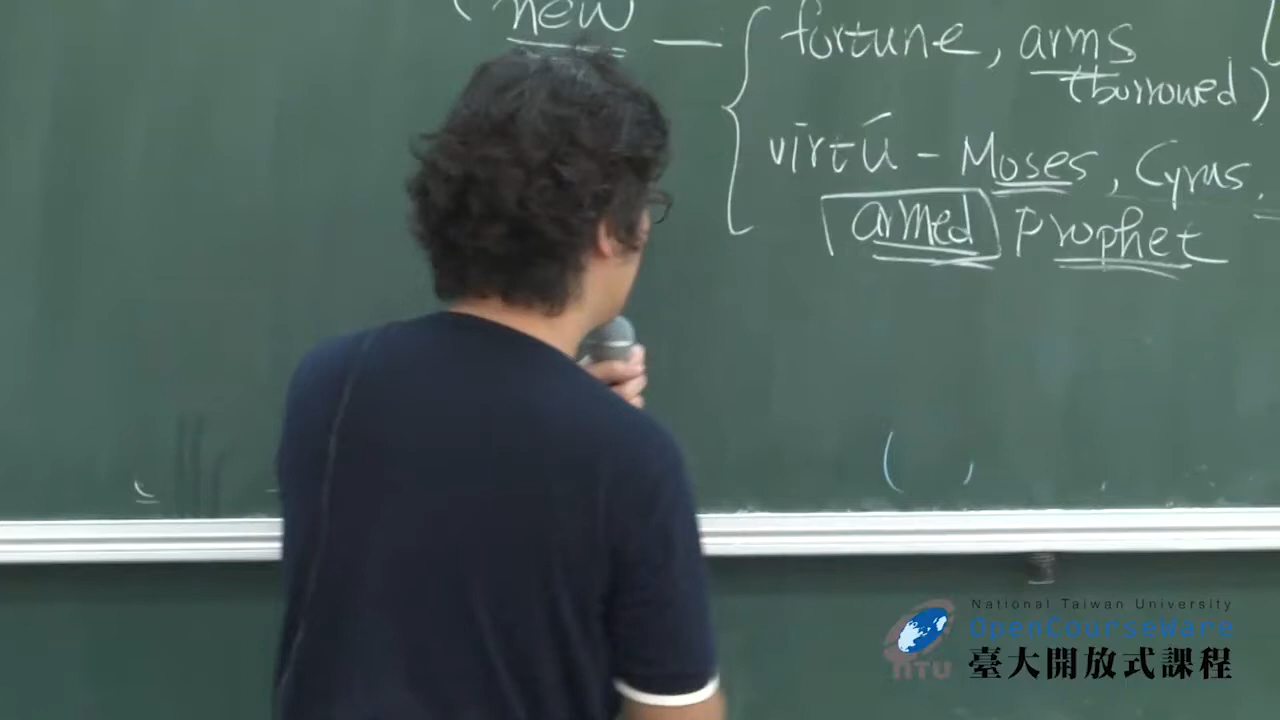 (new — { fortune, arms
(borrowed)
virtú - Moses, Cyrus,
armed Prophet
National Taiwan University
OpenCourseWare
NTU 臺大開放式課程